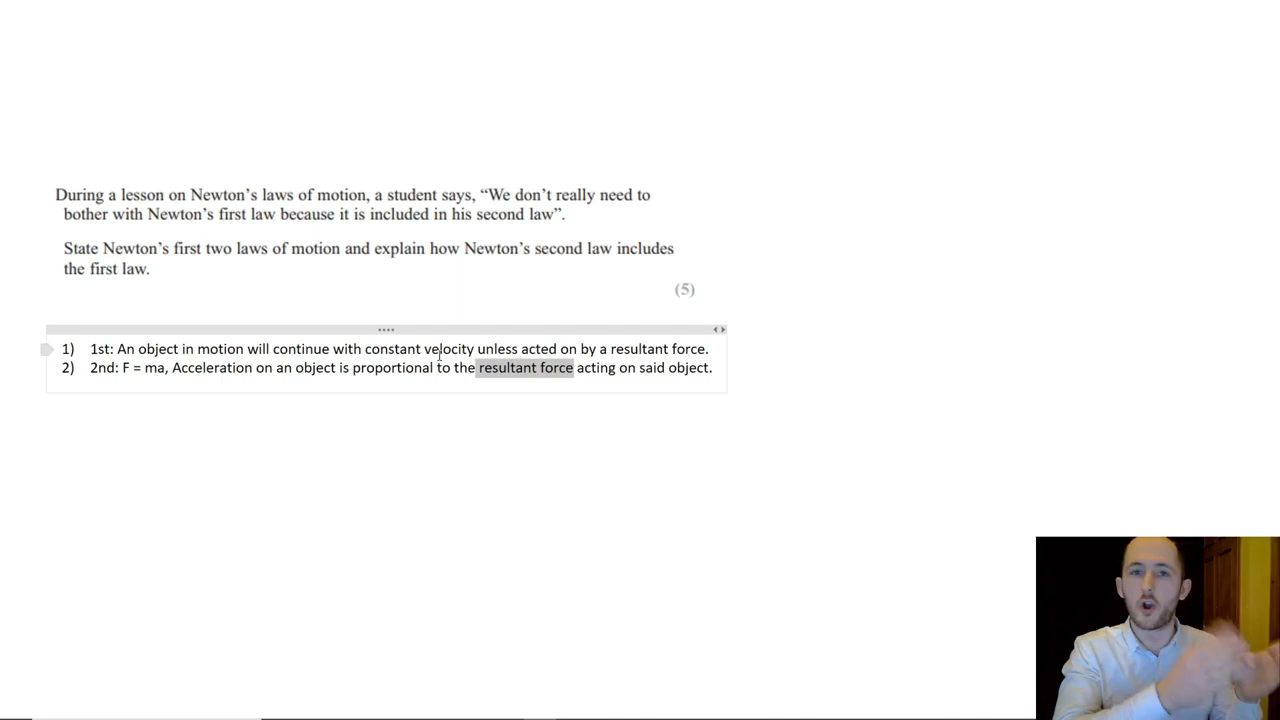 During a lesson on Newton's laws of motion, a student says, “We don't really need to
bother with Newton's first law because it is included in his second law”.
State Newton's first two laws of motion and explain how Newton's second law includes
the first law.
(5)
1) 1st: An object in motion will continue with constant velocity unless acted on by a resultant force.
2) 2nd: F = ma, Acceleration on an object is proportional to the resultant force acting on said object.